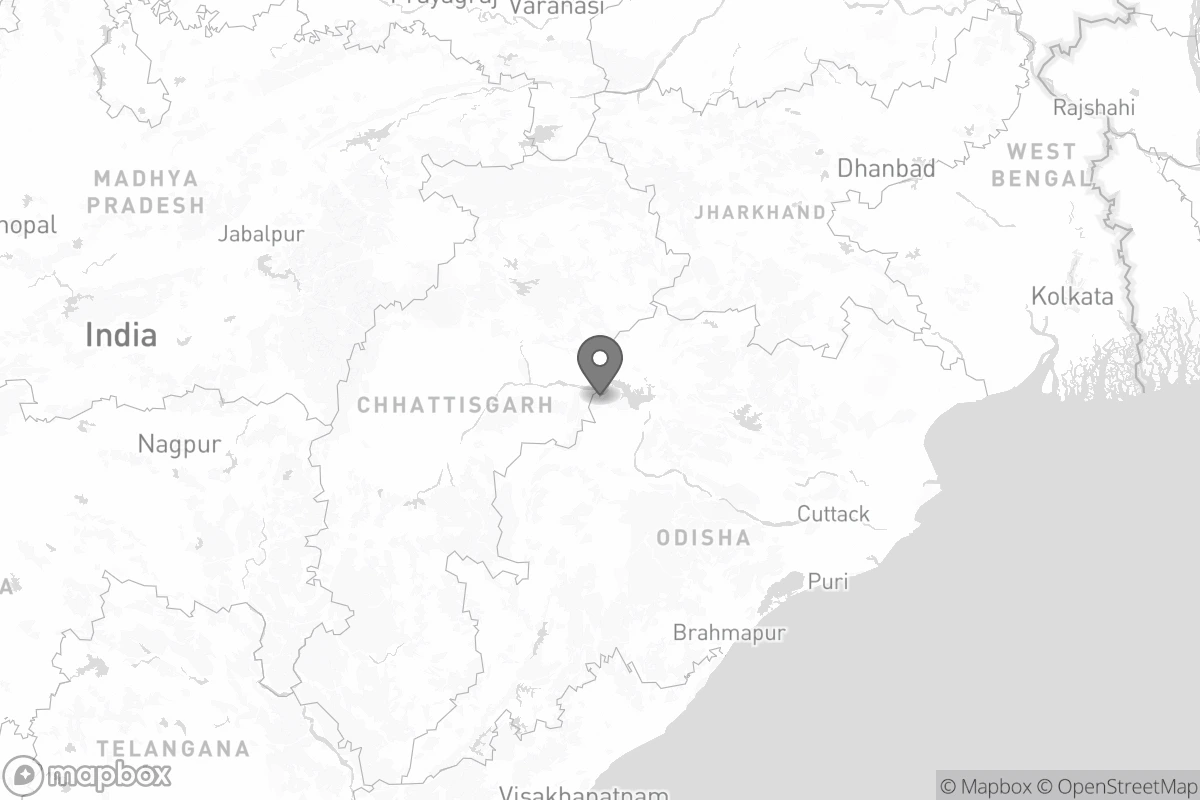 Prayagraj
Varanasi
Rajshahi
WEST
BENGAL
Dhanbad
MADHYA
PRADESH
JHARKHAND
hopal
Jabalpur
Kolkata
India
CHHATTISGARH
Nagpur
Cuttack
ODISHA
Puri
A
Brahmapur
TELANGANA
mapbox
Visakhapatnam
© Mapbox © OpenStreetMap